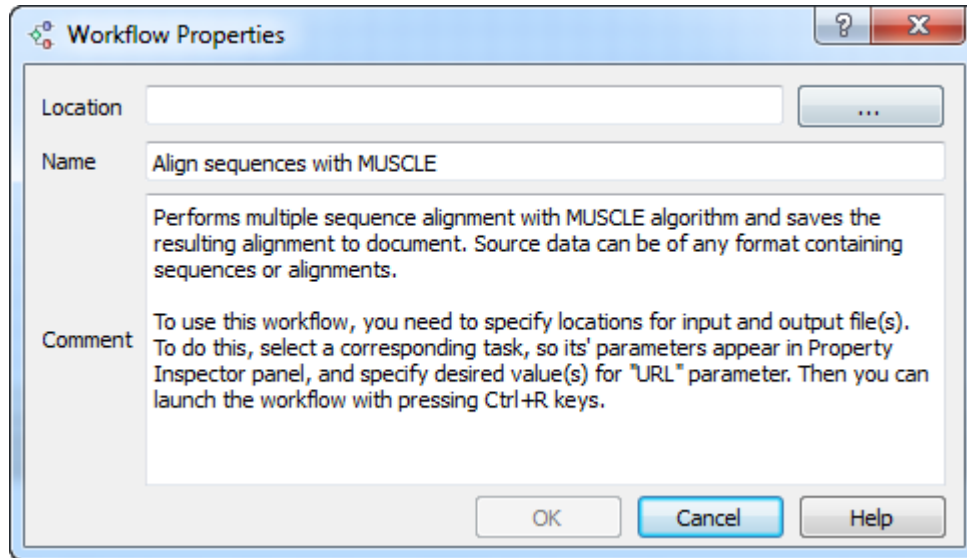 Workflow Properties
?
X
Location
...
Name
Align sequences with MUSCLE
Comment
Performs multiple sequence alignment with MUSCLE algorithm and saves the
resulting alignment to document. Source data can be of any format containing
sequences or alignments.
To use this workflow, you need to specify locations for input and output file(s).
To do this, select a corresponding task, so its' parameters appear in Property
Inspector panel, and specify desired value(s) for "URL" parameter. Then you can
launch the workflow with pressing Ctrl+R keys.
OK
Cancel
Help